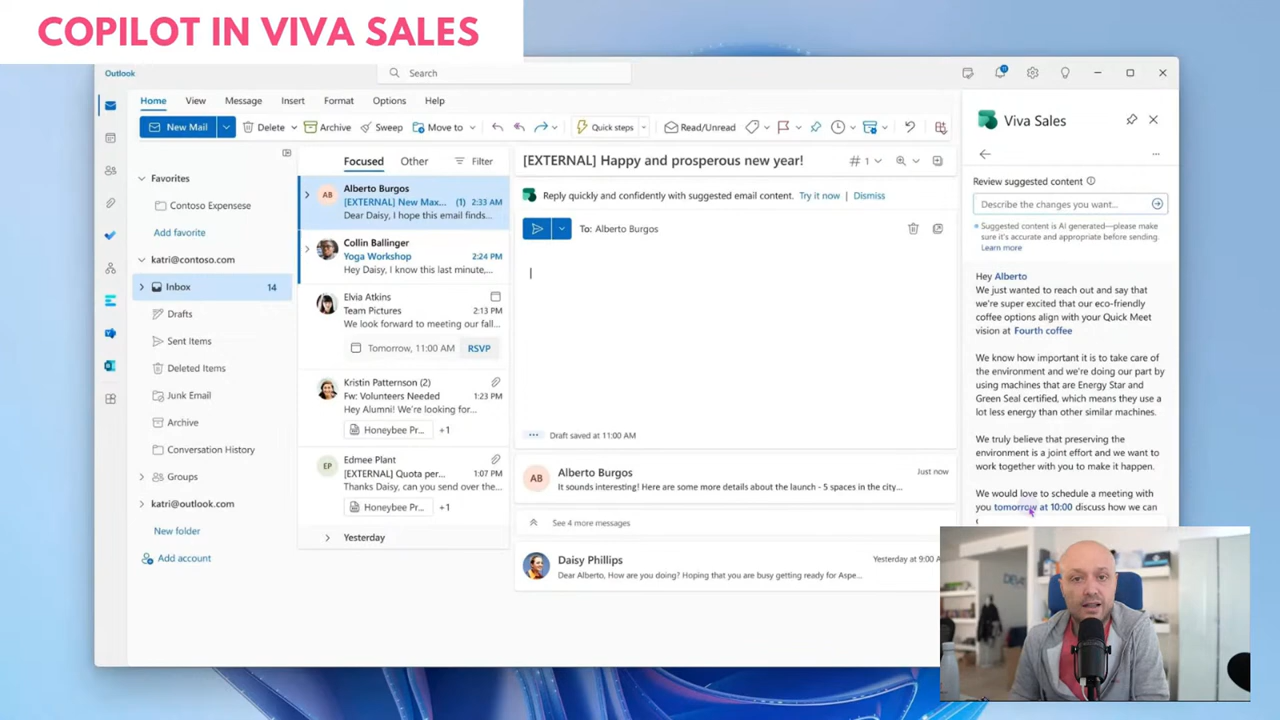 COPILOT IN VIVA SALES
Outlook
Search
11
Home View Message Insert Format Options Help
New Mail Delete Archive Sweep Move to Quick steps Read/Unread
Favorites
Contoso Expensese
Add favorite
katri@contoso.com
Inbox 14
Drafts
Sent Items
Deleted Items
Junk Email
Archive
Conversation History
Groups
katri@outlook.com
New folder
Add account
Focused Other Filter
AB
Alberto Burgos
[EXTERNAL] New Max... (1) 2:33 AM
Dear Daisy, I hope this email finds...
Collin Ballinger
Yoga Workshop 2:24 PM
Hey Daisy, I know this last minute,...
Elvia Atkins
Team Pictures 2:13 PM
We look forward to meeting our fall...
Tomorrow, 11:00 AM RSVP
Kristin Patternson (2)
Fw: Volunteers Needed 1:23 PM
Hey Alumni! We're looking for...
Honeybee Pr... +1
EP
Edmee Plant
[EXTERNAL] Quota per... 1:07 PM
Thanks Daisy, can you send over the...
Honeybee Pr... +1
Yesterday
[EXTERNAL] Happy and prosperous new year! # 1
Reply quickly and confidently with suggested email content. Try it now | Dismiss
To: Alberto Burgos
... Draft saved at 11:00 AM
AB
Alberto Burgos Just now
It sounds interesting! Here are some more details about the launch - 5 spaces in the city...
See 4 more messages
Daisy Phillips Yesterday at 9:00 A
Dear Alberto, How are you doing? Hoping that you are busy getting ready for Aspe...
Viva Sales
...
Review suggested content
Describe the changes you want...
Suggested content is AI generated—please make
sure it's accurate and appropriate before sending.
Learn more
Hey Alberto
We just wanted to reach out and say that
we're super excited that our eco-friendly
coffee options align with your Quick Meet
vision at Fourth coffee
We know how important it is to take care of
the environment and we're doing our part by
using machines that are Energy Star and
Green Seal certified, which means they use a
lot less energy than other similar machines.
We truly believe that preserving the
environment is a joint effort and we want to
work together with you to make it happen.
We would love to schedule a meeting with
you tomorrow at 10:00 discuss how we can